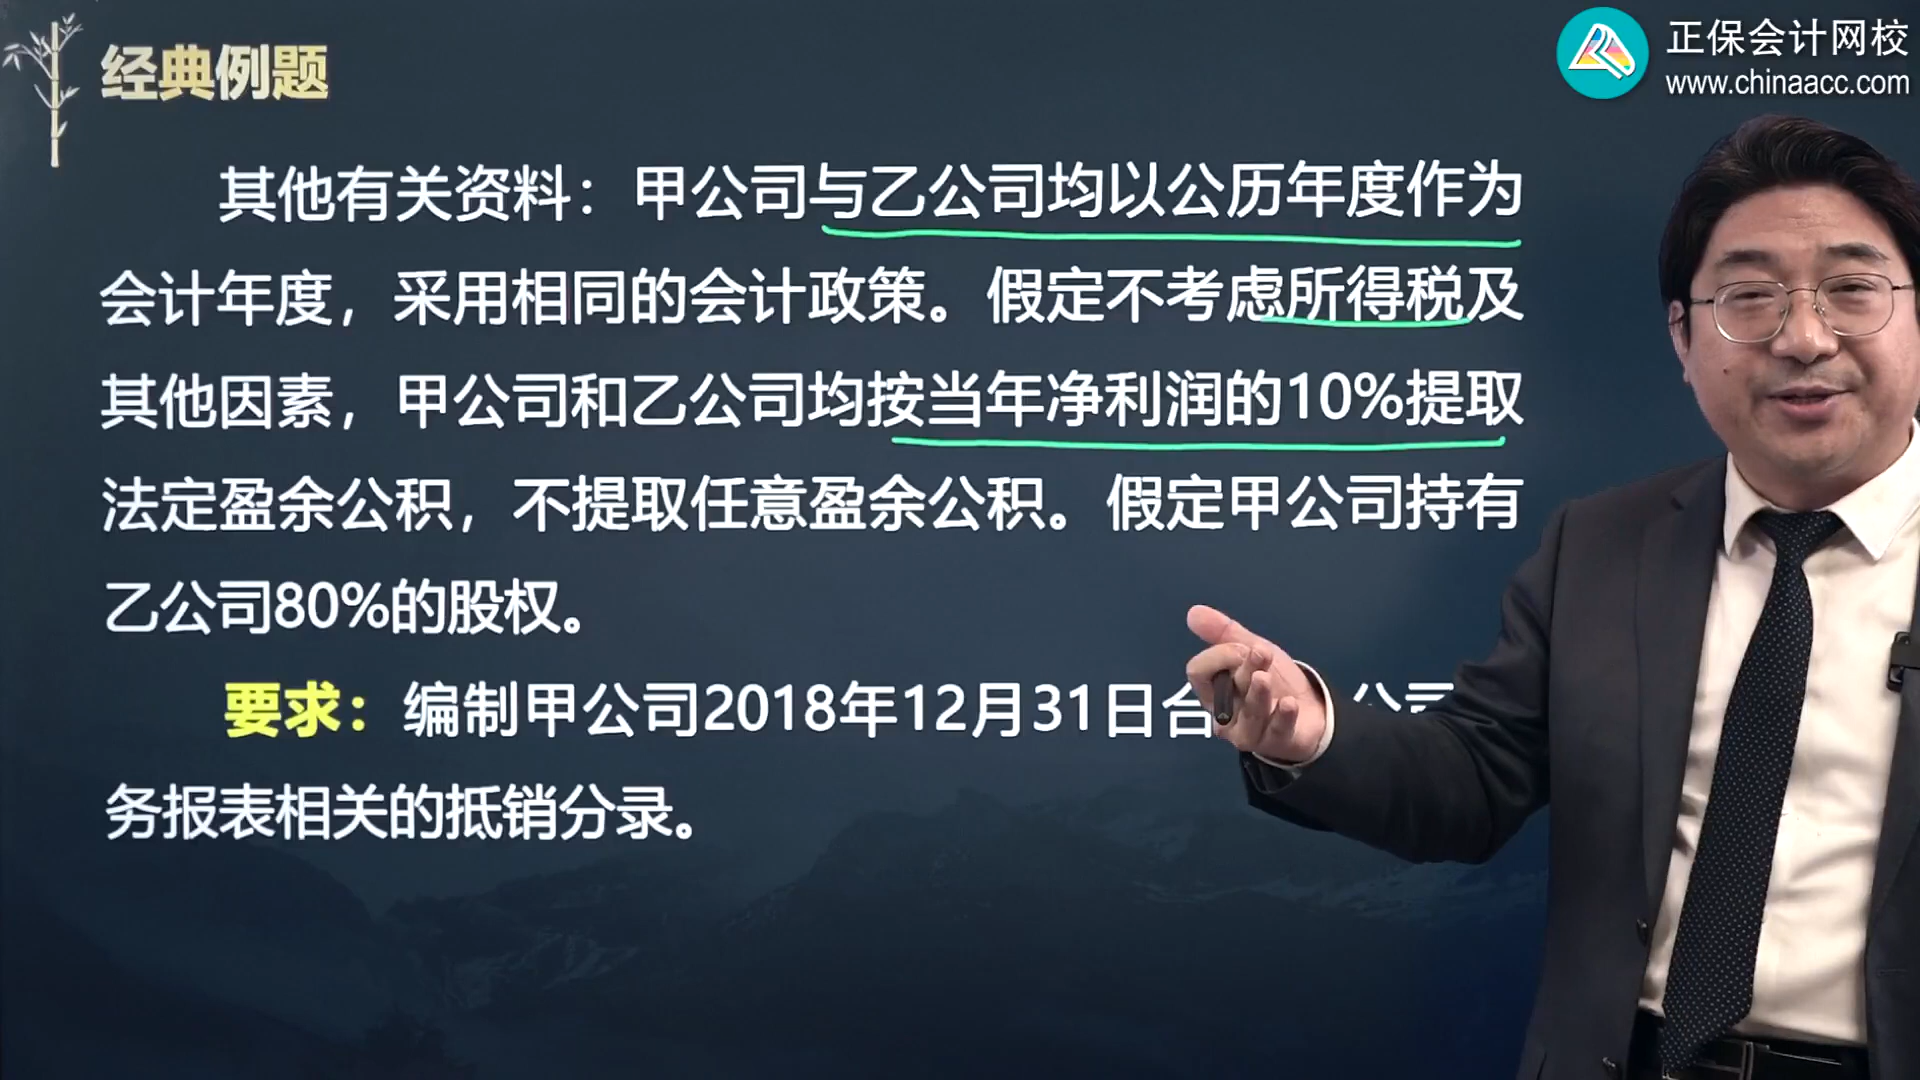 正保会计网校
www.chinaacc.com
经典例题
其他有关资料：甲公司与乙公司均以公历年度作为
会计年度，采用相同的会计政策。假定不考虑所得税及
其他因素，甲公司和乙公司均按当年净利润的10%提取
法定盈余公积，不提取任意盈余公积。假定甲公司持有
乙公司80%的股权。
要求：编制甲公司2018年12月31日合 公司
务报表相关的抵销分录。